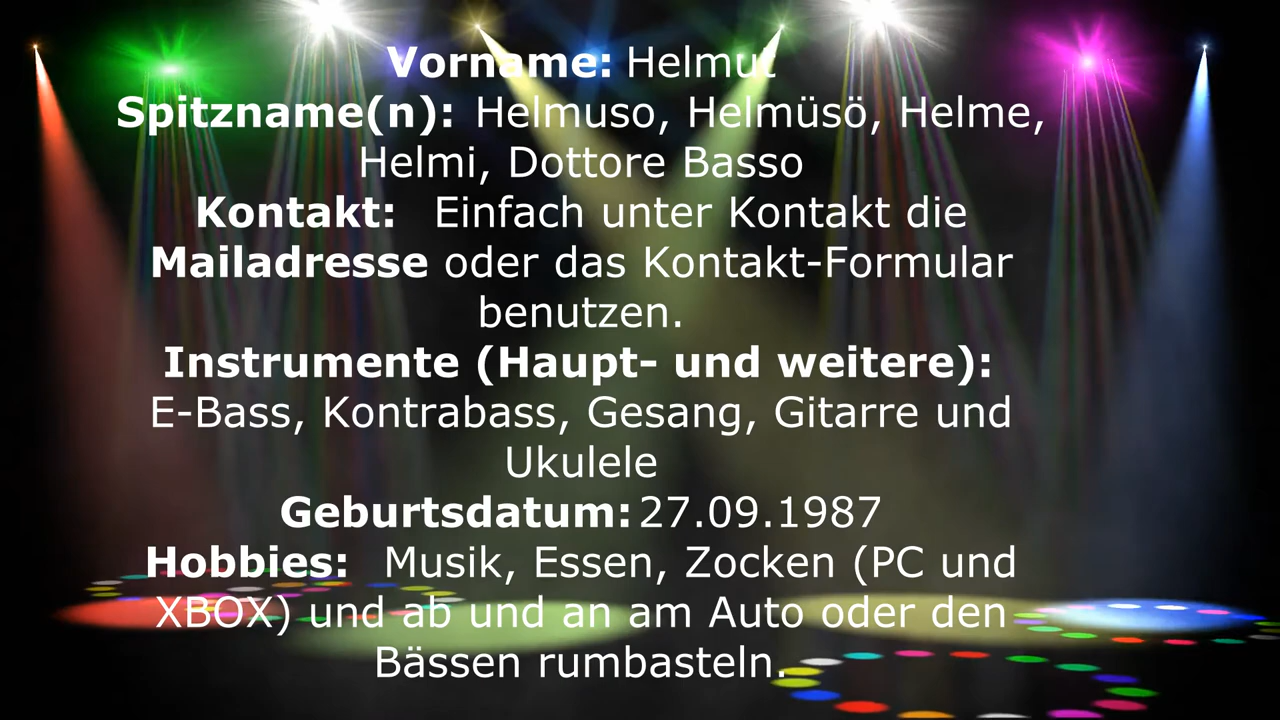 Vorname: Helmut
Spitzname(n): Helmuso, Helmüsö, Helme,
Helmi, Dottore Basso
Kontakt: Einfach unter Kontakt die
Mailadresse oder das Kontakt-Formular
benutzen.
Instrumente (Haupt- und weitere):
E-Bass, Kontrabass, Gesang, Gitarre und
Ukulele
Geburtsdatum: 27.09.1987
Hobbies: Musik, Essen, Zocken (PC und
XBOX) und ab und an am Auto oder den
Bässen rumbasteln.